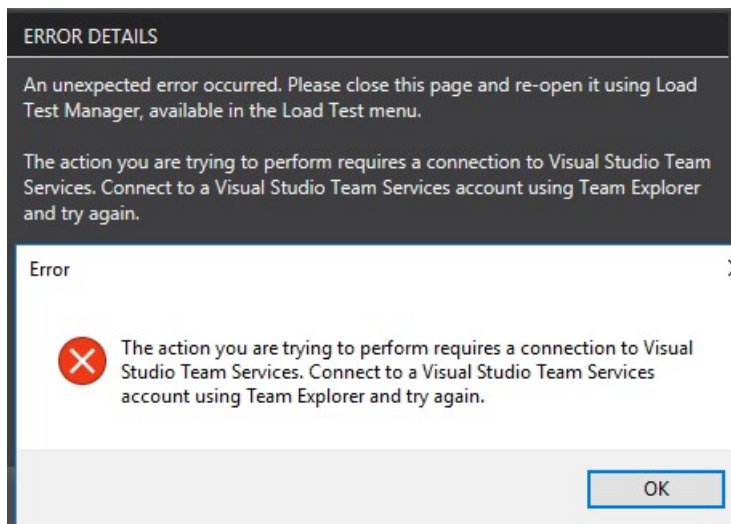 ERROR DETAILS
An unexpected error occurred. Please close this page and re-open it using Load
Test Manager, available in the Load Test menu.
The action you are trying to perform requires a connection to Visual Studio Team
Services. Connect to a Visual Studio Team Services account using Team Explorer
and try again.
Error
The action you are trying to perform requires a connection to Visual
Studio Team Services. Connect to a Visual Studio Team Services
account using Team Explorer and try again.
OK